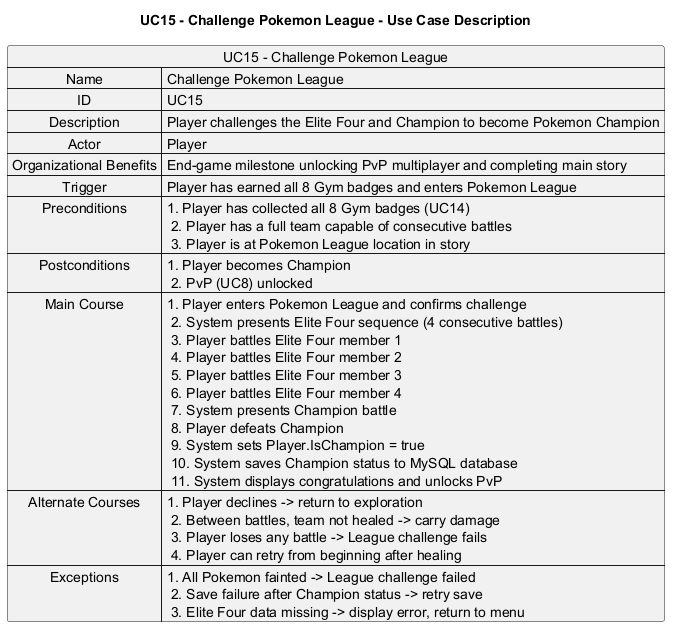 UC15 - Challenge Pokemon League - Use Case Description
UC15 - Challenge Pokemon League
Name Challenge Pokemon League
ID UC15
Description Player challenges the Elite Four and Champion to become Pokemon Champion
Actor Player
Organizational Benefits End-game milestone unlocking PvP multiplayer and completing main story
Trigger Player has earned all 8 Gym badges and enters Pokemon League
Preconditions 1. Player has collected all 8 Gym badges (UC14)
2. Player has a full team capable of consecutive battles
3. Player is at Pokemon League location in story
Postconditions 1. Player becomes Champion
2. PvP (UC8) unlocked
Main Course 1. Player enters Pokemon League and confirms challenge
2. System presents Elite Four sequence (4 consecutive battles)
3. Player battles Elite Four member 1
4. Player battles Elite Four member 2
5. Player battles Elite Four member 3
6. Player battles Elite Four member 4
7. System presents Champion battle
8. Player defeats Champion
9. System sets Player.IsChampion = true
10. System saves Champion status to MySQL database
11. System displays congratulations and unlocks PvP
Alternate Courses 1. Player declines -> return to exploration
2. Between battles, team not healed -> carry damage
3. Player loses any battle -> League challenge fails
4. Player can retry from beginning after healing
Exceptions 1. All Pokemon fainted -> League challenge failed
2. Save failure after Champion status -> retry save
3. Elite Four data missing -> display error, return to menu